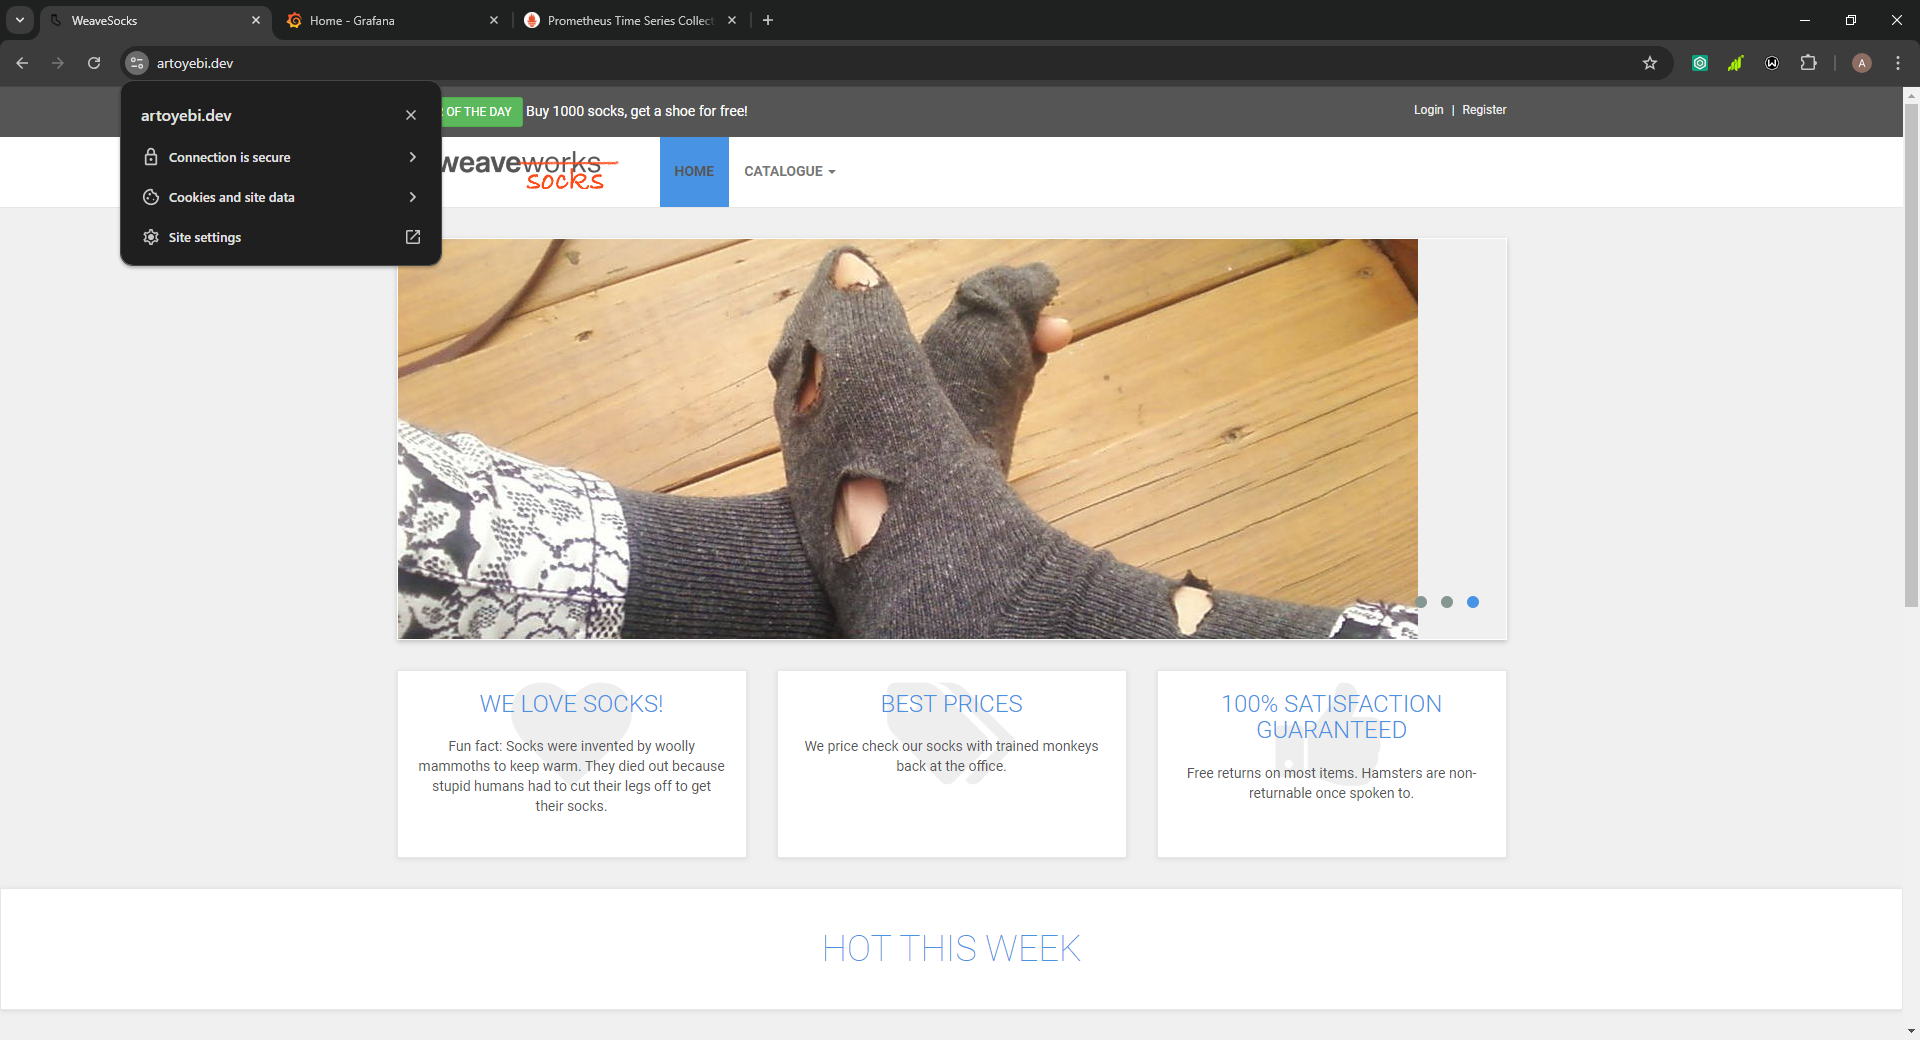 WeaveSocks
Home - Grafana
Prometheus Time Series Collect
artoyebi.dev
A
artoyebi.dev
Connection is secure
Cookies and site data
Site settings
OF THE DAY Buy 1000 socks, get a shoe for free!
Login | Register
weaveworks
socks
HOME
CATALOGUE
WE LOVE SOCKS!
Fun fact: Socks were invented by woolly
mammoths to keep warm. They died out because
stupid humans had to cut their legs off to get
their socks.
BEST PRICES
We price check our socks with trained monkeys
back at the office.
100% SATISFACTION
GUARANTEED
Free returns on most items. Hamsters are non-
returnable once spoken to.
HOT THIS WEEK